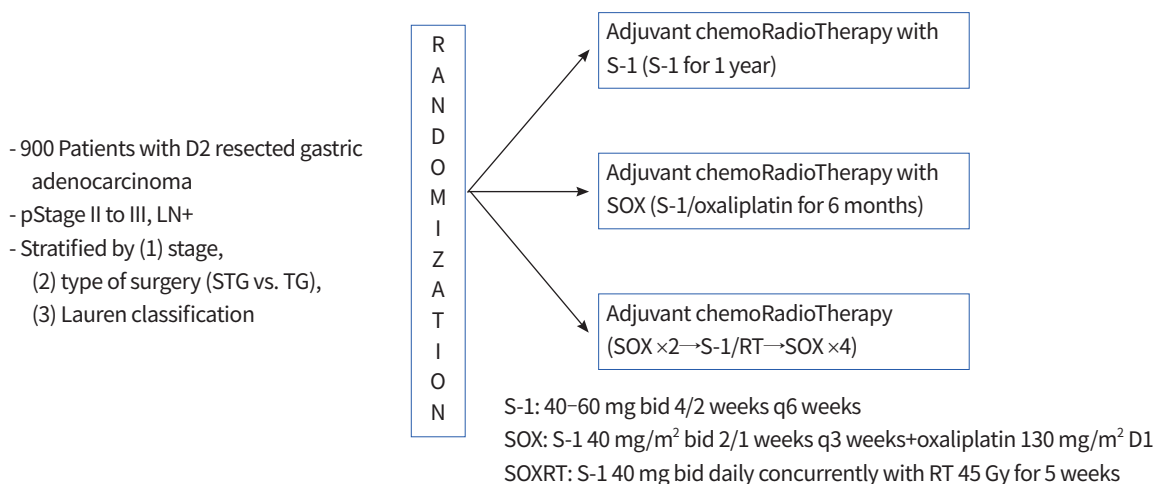 - 900 Patients with D2 resected gastric
adenocarcinoma
- pStage II to III, LN+
- Stratified by (1) stage,
(2) type of surgery (STG vs. TG),
(3) Lauren classification
R
A
N
D
O
M
I
Z
A
T
I
O
N
Adjuvant chemoRadioTherapy with
S-1 (S-1 for 1 year)
Adjuvant chemoRadioTherapy with
SOX (S-1/oxaliplatin for 6 months)
Adjuvant chemoRadioTherapy
(SOX ×2→S-1/RT→SOX ×4)
S-1: 40–60 mg bid 4/2 weeks q6 weeks
SOX: S-1 40 mg/m² bid 2/1 weeks q3 weeks+oxaliplatin 130 mg/m² D1
SOXRT: S-1 40 mg bid daily concurrently with RT 45 Gy for 5 weeks